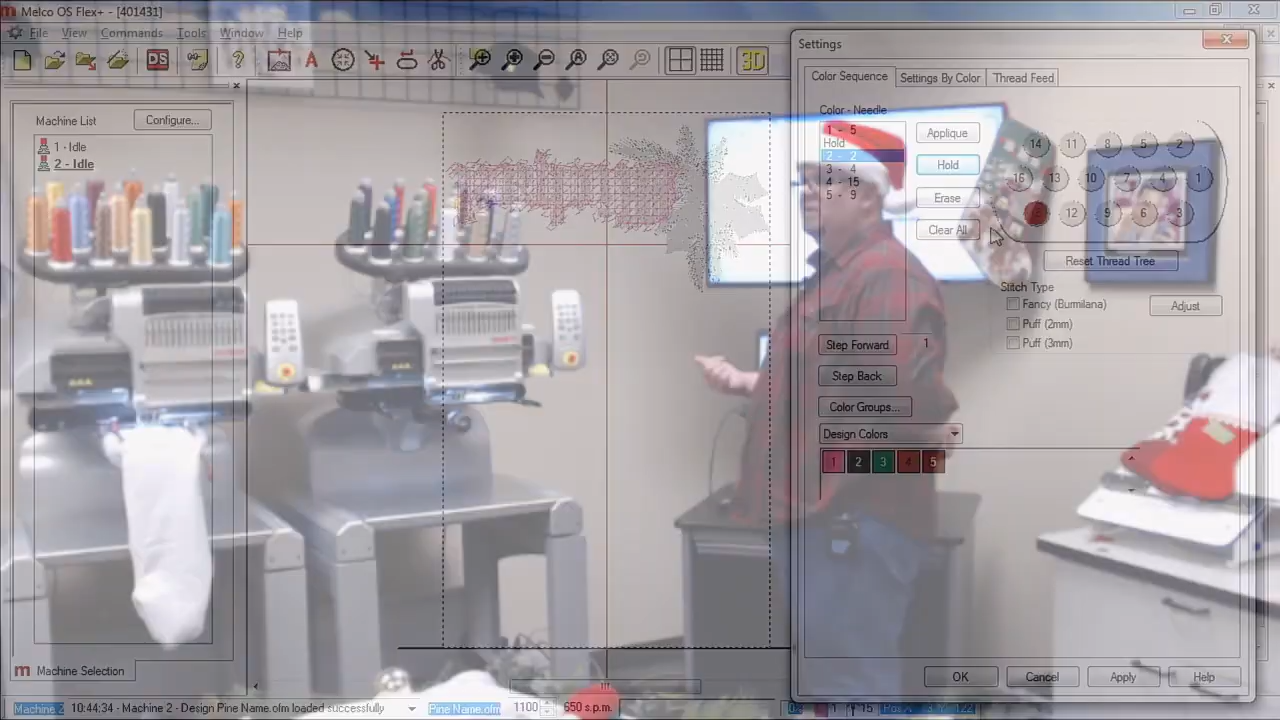 Melco OS Flex+ - [401431]
File View Commands Tools Window Help
DS
?
A
3D
Machine List
Configure...
1 - Idle
2 - Idle
Machine Selection
Settings
Color Sequence
Settings By Color
Thread Feed
Color - Needle
1 - 5
Hold
2 - 2
3 - 4
4 - 15
5 - 9
Applique
Hold
Erase
Clear All
14 11 8 5 2
16 13 10 7 4 1
12 9 6 3
Reset Thread Tree
Stitch Type
Fancy (Burmilana)
Puff (2mm)
Puff (3mm)
Adjust
Step Forward
1
Step Back
Color Groups...
Design Colors
1 2 3 4 5
OK
Cancel
Apply
Help
Machine 2
10:44:34 - Machine 2 - Design Pine Name.ofm loaded successfully
Pine Name.ofm
1100
650 s.p.m.